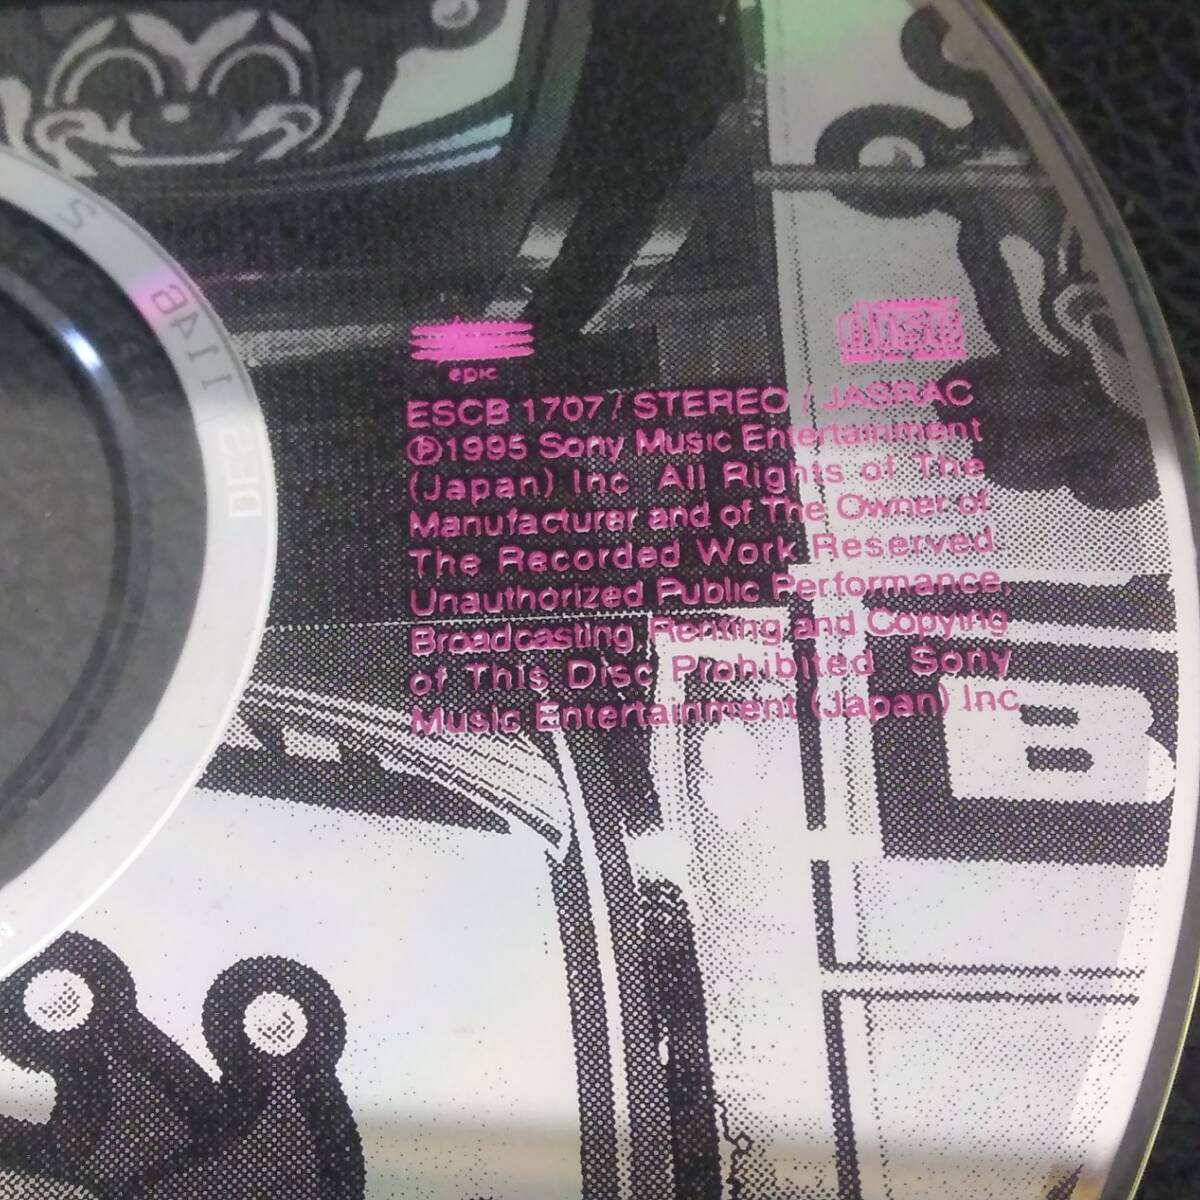 epic
disc
ESCB 1707 / STEREO / JASRAC
Ⓟ1995 Sony Music Entertainment
(Japan) Inc. All Rights of The
Manufacturer and of The Owner of
The Recorded Work Reserved.
Unauthorized Public Performance,
Broadcasting, Renting and Copying
of This Disc Prohibited. Sony
Music Entertainment (Japan) Inc.
B